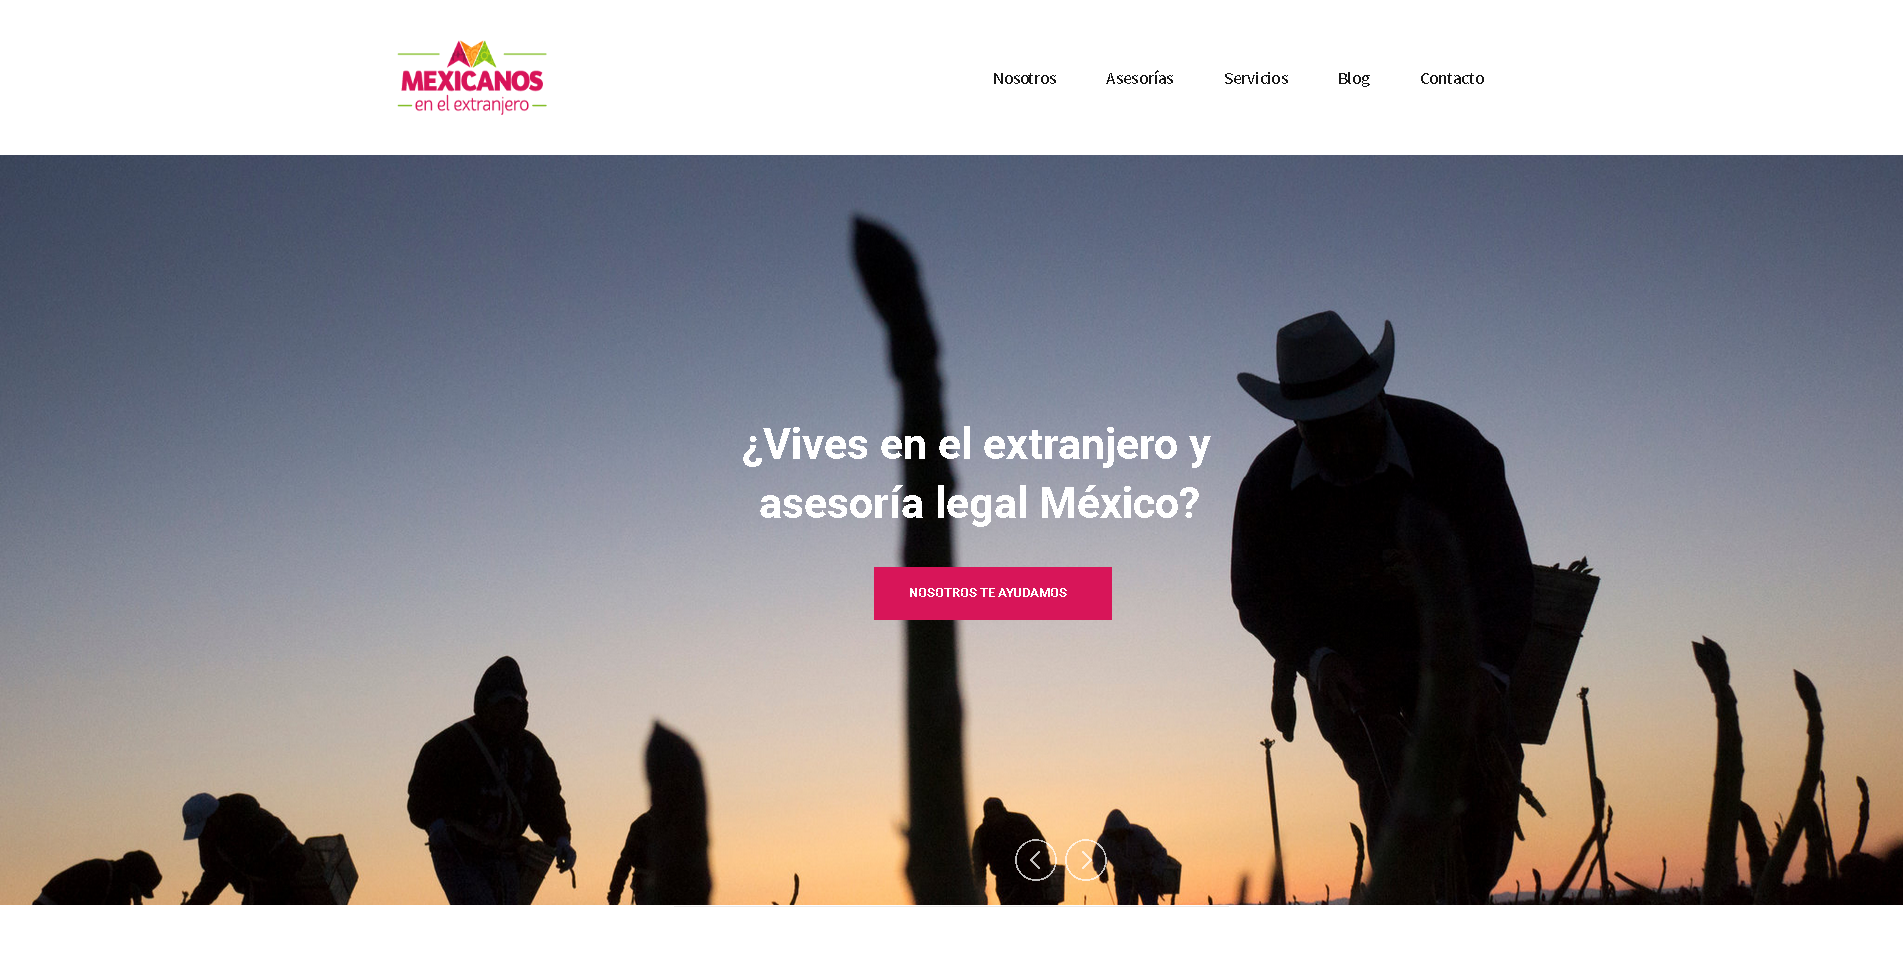 MEXICANOS
en el extranjero
Nosotros
Asesorías
Servicios
Blog
Contacto
¿Vives en el extranjero y
asesoría legal México?
NOSOTROS TE AYUDAMOS